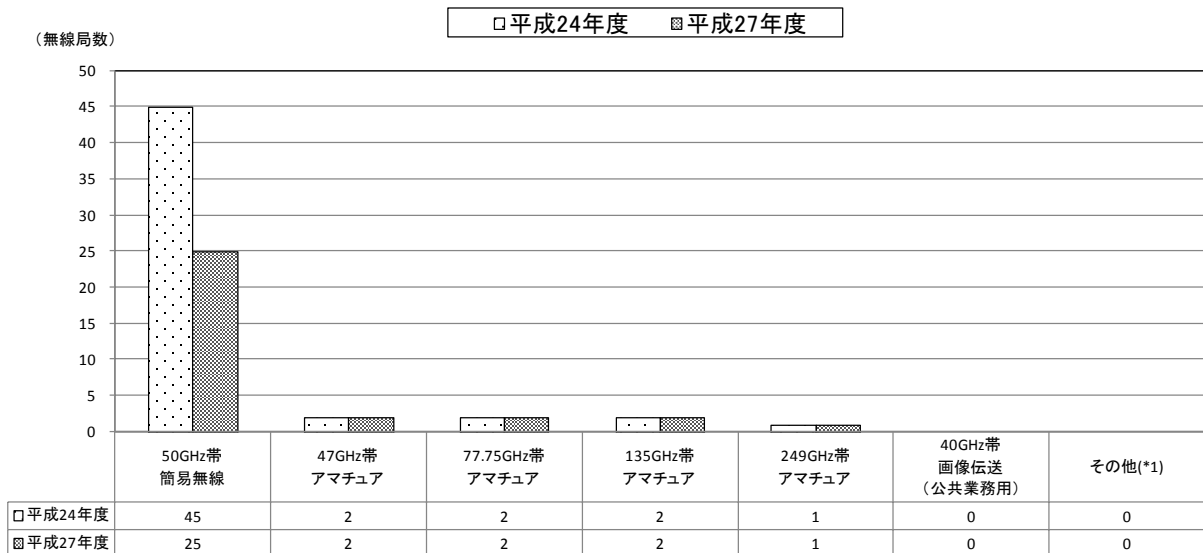 □平成24年度 ▩平成27年度
（無線局数）
50
45
40
35
30
25
20
15
10
5
0
50GHz帯
簡易無線
47GHz帯
アマチュア
77.75GHz帯
アマチュア
135GHz帯
アマチュア
249GHz帯
アマチュア
40GHz帯
画像伝送
（公共業務用）
その他(*1)
□平成24年度 45 2 2 2 1 0 0
▩平成27年度 25 2 2 2 1 0 0